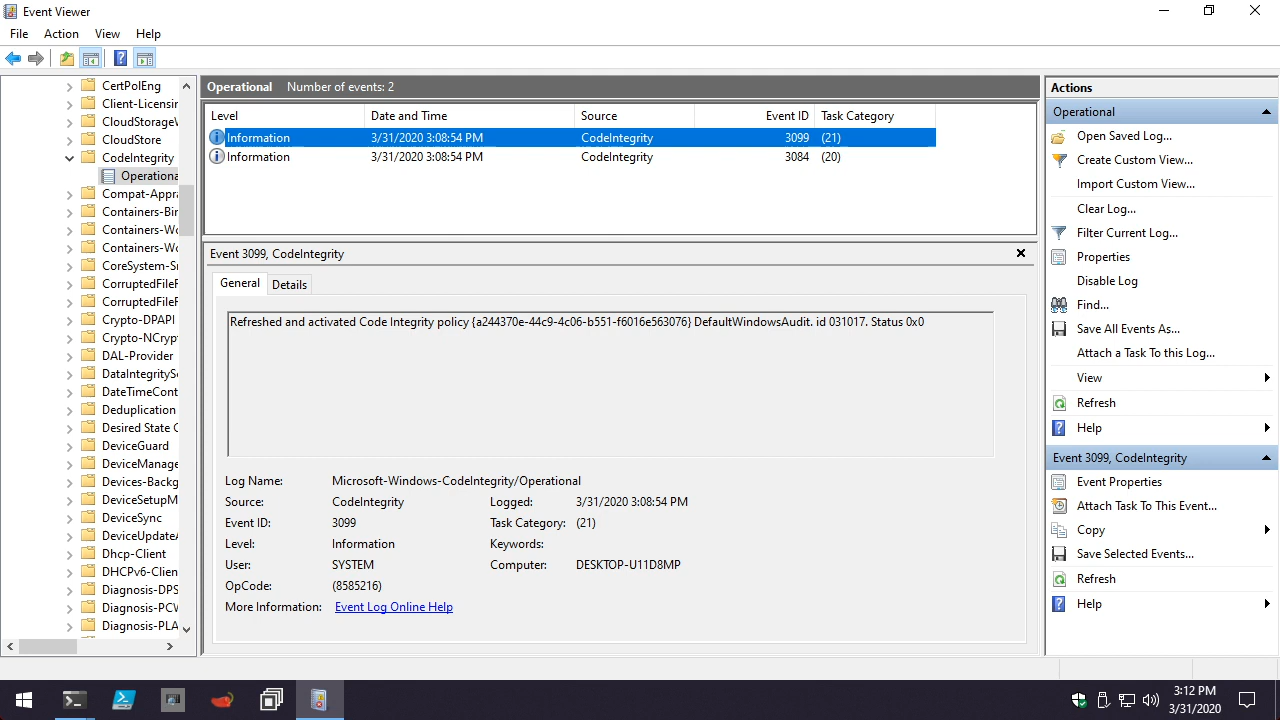 Event Viewer
File Action View Help
CertPolEng
Client-Licensin
CloudStorageW
CloudStore
CodeIntegrity
Operationa
Compat-Appra
Containers-Bin
Containers-Wc
Containers-Wc
CoreSystem-Sm
CorruptedFileR
CorruptedFileR
Crypto-DPAPI
Crypto-NCryp
DAL-Provider
DataIntegritySc
DateTimeCont
Deduplication
Desired State C
DeviceGuard
DeviceManage
Devices-Backg
DeviceSetupM
DeviceSync
DeviceUpdateA
Dhcp-Client
DHCPv6-Clien
Diagnosis-DPS
Diagnosis-PCW
Diagnosis-PLA
Operational Number of events: 2
Level Date and Time Source Event ID Task Category
Information 3/31/2020 3:08:54 PM CodeIntegrity 3099 (21)
Information 3/31/2020 3:08:54 PM CodeIntegrity 3084 (20)
Event 3099, CodeIntegrity
General Details
Refreshed and activated Code Integrity policy {a244370e-44c9-4c06-b551-f6016e563076} DefaultWindowsAudit. id 031017. Status 0x0
Log Name: Microsoft-Windows-CodeIntegrity/Operational
Source: CodeIntegrity Logged: 3/31/2020 3:08:54 PM
Event ID: 3099 Task Category: (21)
Level: Information Keywords:
User: SYSTEM Computer: DESKTOP-U11D8MP
OpCode: (8585216)
More Information: Event Log Online Help
Actions
Operational
Open Saved Log...
Create Custom View...
Import Custom View...
Clear Log...
Filter Current Log...
Properties
Disable Log
Find...
Save All Events As...
Attach a Task To this Log...
View
Refresh
Help
Event 3099, CodeIntegrity
Event Properties
Attach Task To This Event...
Copy
Save Selected Events...
Refresh
Help
3:12 PM
3/31/2020